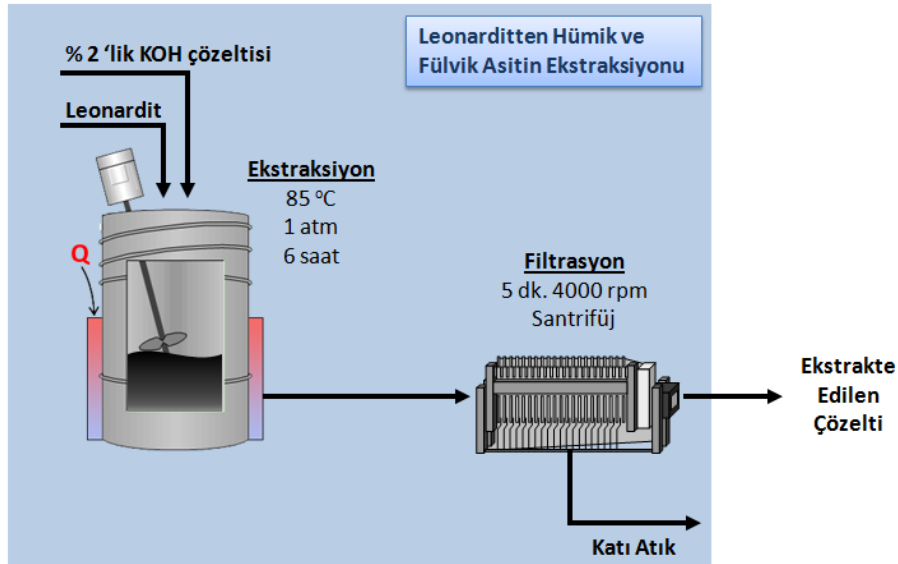 Leonarditten Hümik ve
Fülvik Asitin Ekstraksiyonu
% 2 ‘lik KOH çözeltisi
Leonardit
Ekstraksiyon
85 ºC
1 atm
6 saat
Q
Filtrasyon
5 dk. 4000 rpm
Santrifüj
Ekstrakte
Edilen
Çözelti
Katı Atık